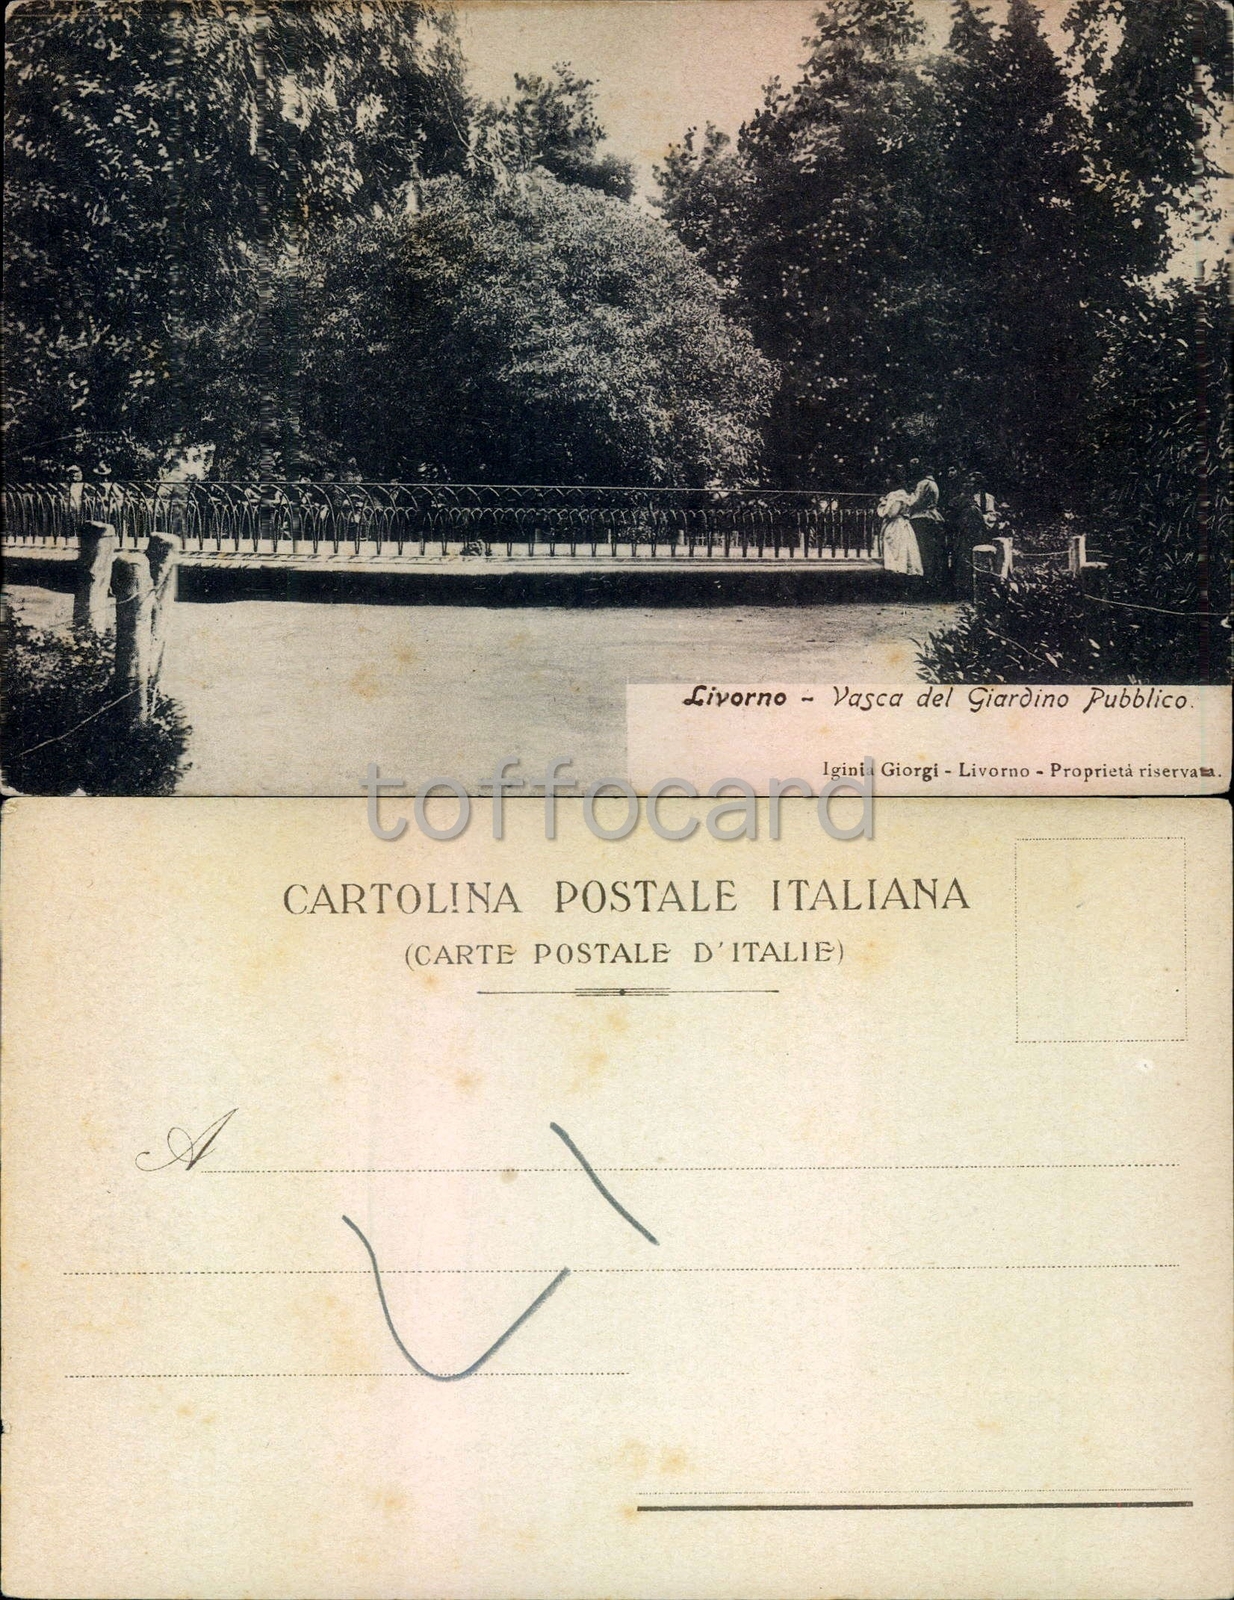 Livorno - Vasca del Giardino Pubblico.
Iginia Giorgi - Livorno - Proprietà riservata.
toffocard
CARTOLINA POSTALE ITALIANA
(CARTE POSTALE D'ITALIE)
A